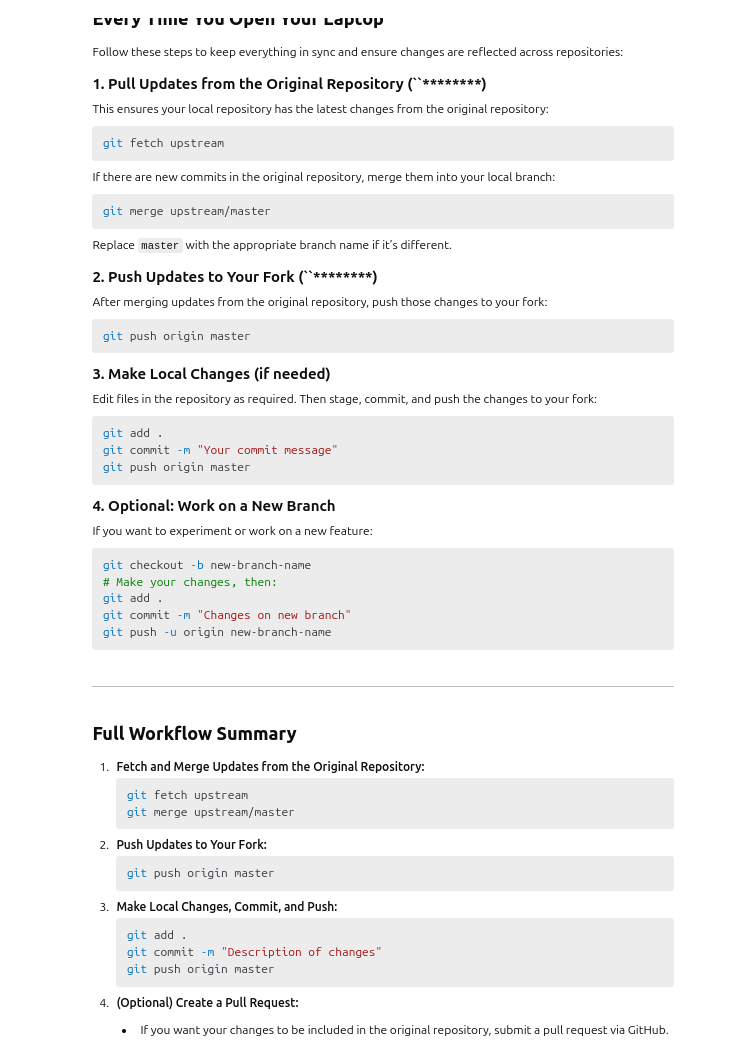 Every Time You Open Your Laptop
Follow these steps to keep everything in sync and ensure changes are reflected across repositories:
1. Pull Updates from the Original Repository (``********)
This ensures your local repository has the latest changes from the original repository:
git fetch upstream
If there are new commits in the original repository, merge them into your local branch:
git merge upstream/master
Replace master with the appropriate branch name if it's different.
2. Push Updates to Your Fork (``********)
After merging updates from the original repository, push those changes to your fork:
git push origin master
3. Make Local Changes (if needed)
Edit files in the repository as required. Then stage, commit, and push the changes to your fork:
git add .
git commit -m "Your commit message"
git push origin master
4. Optional: Work on a New Branch
If you want to experiment or work on a new feature:
git checkout -b new-branch-name
# Make your changes, then:
git add .
git commit -m "Changes on new branch"
git push -u origin new-branch-name
Full Workflow Summary
1. Fetch and Merge Updates from the Original Repository:
git fetch upstream
git merge upstream/master
2. Push Updates to Your Fork:
git push origin master
3. Make Local Changes, Commit, and Push:
git add .
git commit -m "Description of changes"
git push origin master
4. (Optional) Create a Pull Request:
• If you want your changes to be included in the original repository, submit a pull request via GitHub.